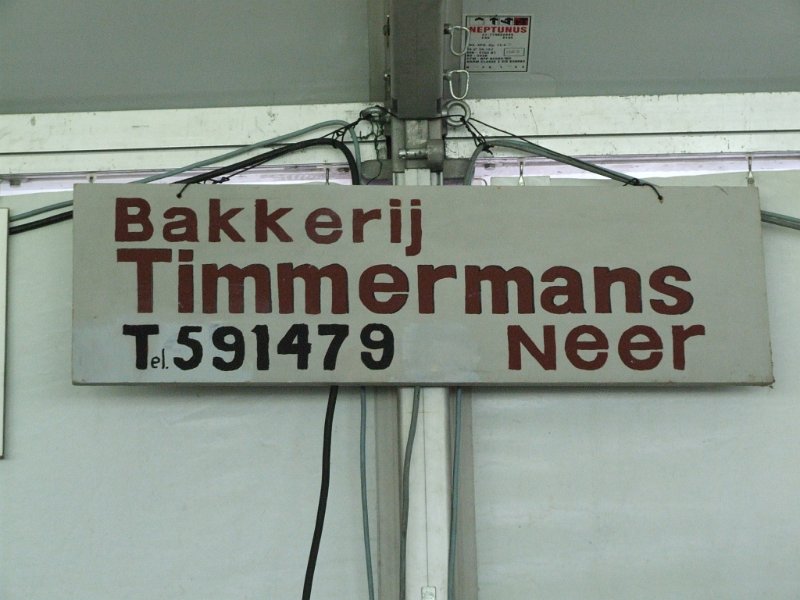 NEPTUNUS
Bakkerij
Timmermans
Tel. 591479 Neer